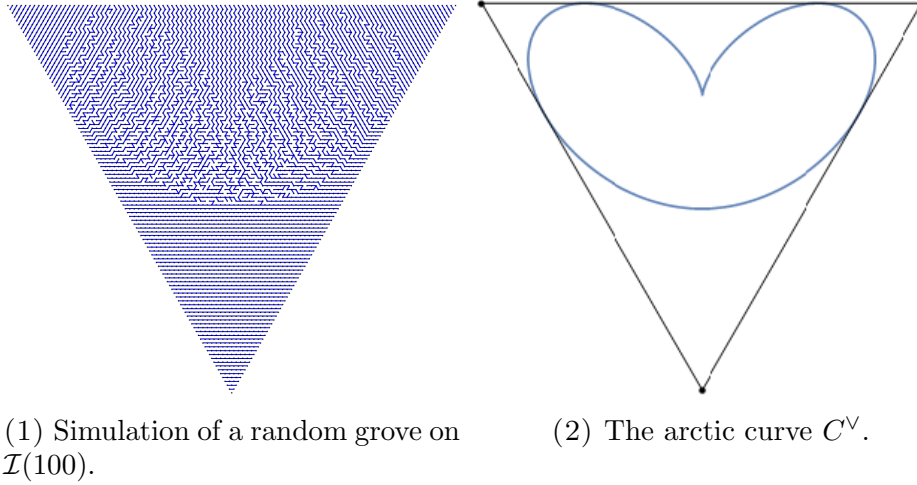 (1) Simulation of a random grove on
ℐ(100).
(2) The arctic curve C^∨.